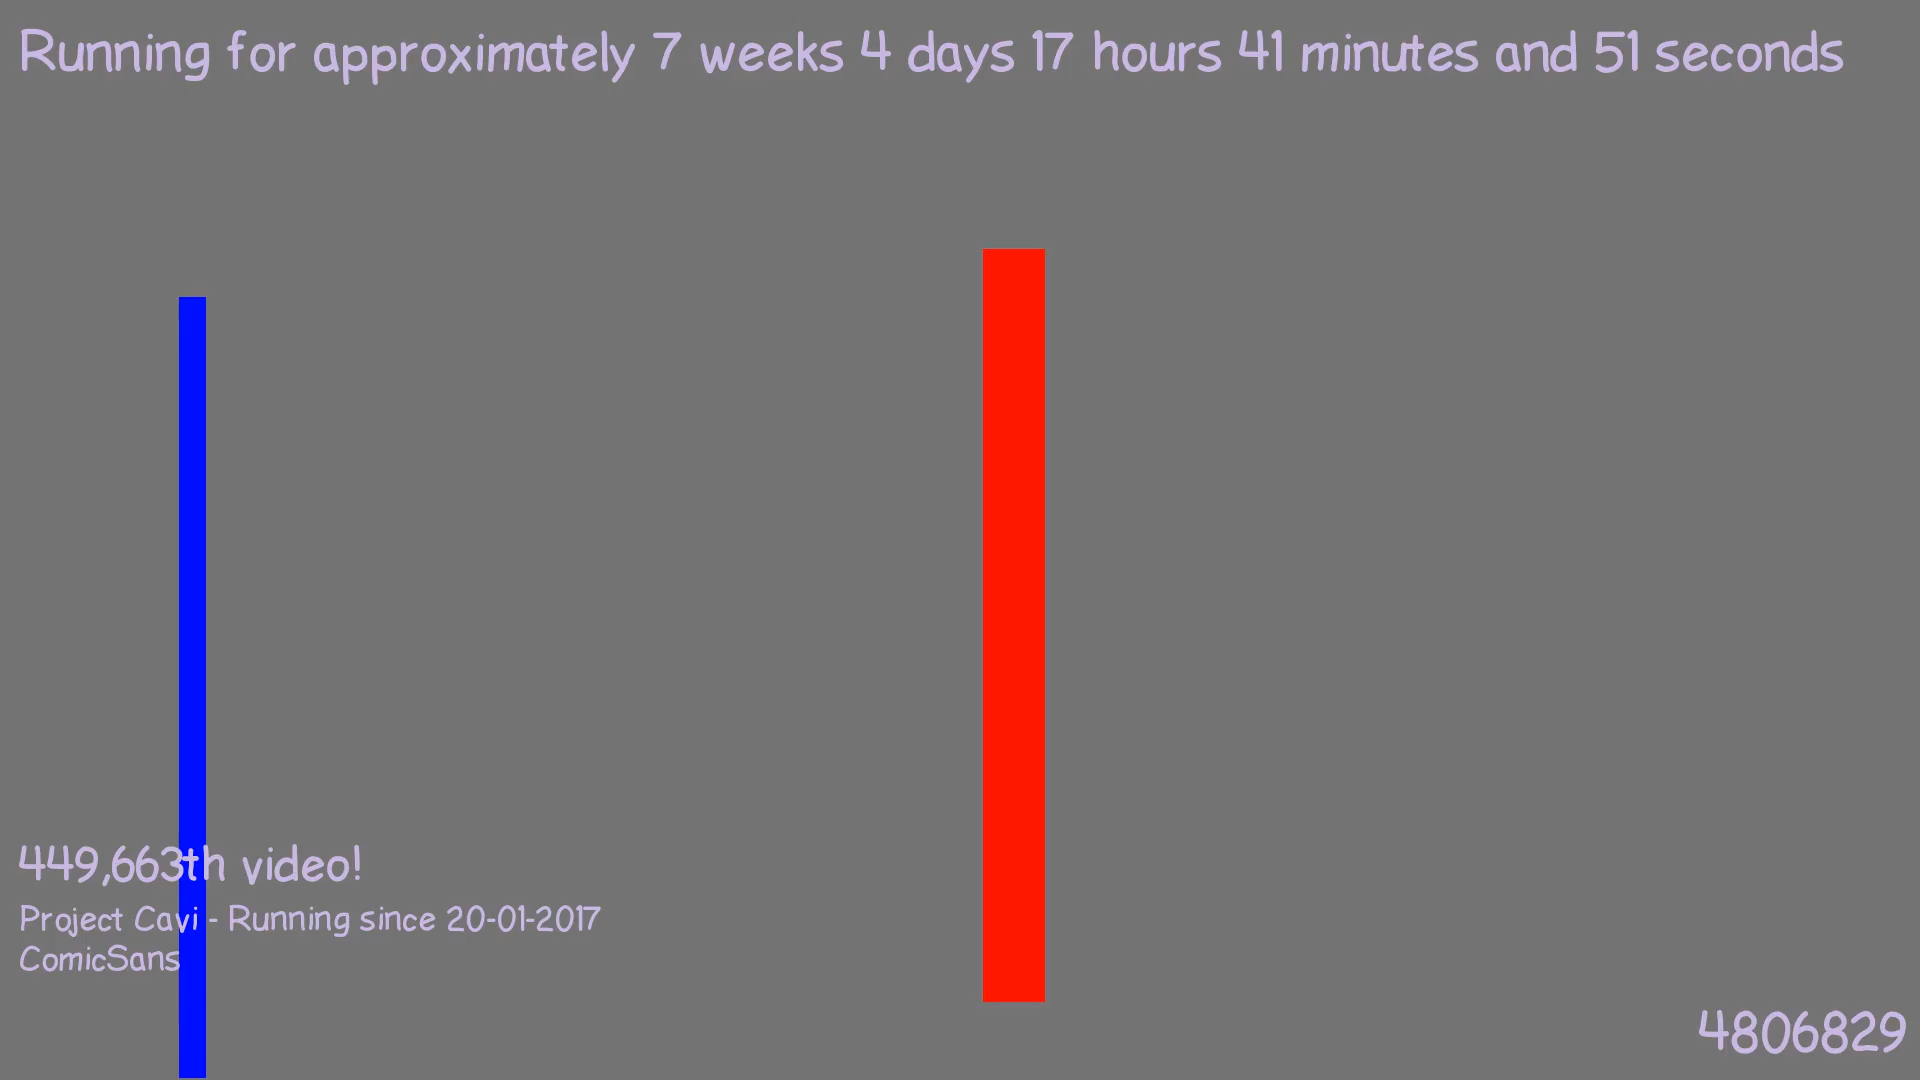 Running for approximately 7 weeks 4 days 17 hours 41 minutes and 51 seconds
449,663th video!
Project Cavi - Running since 20-01-2017
ComicSans
4806829